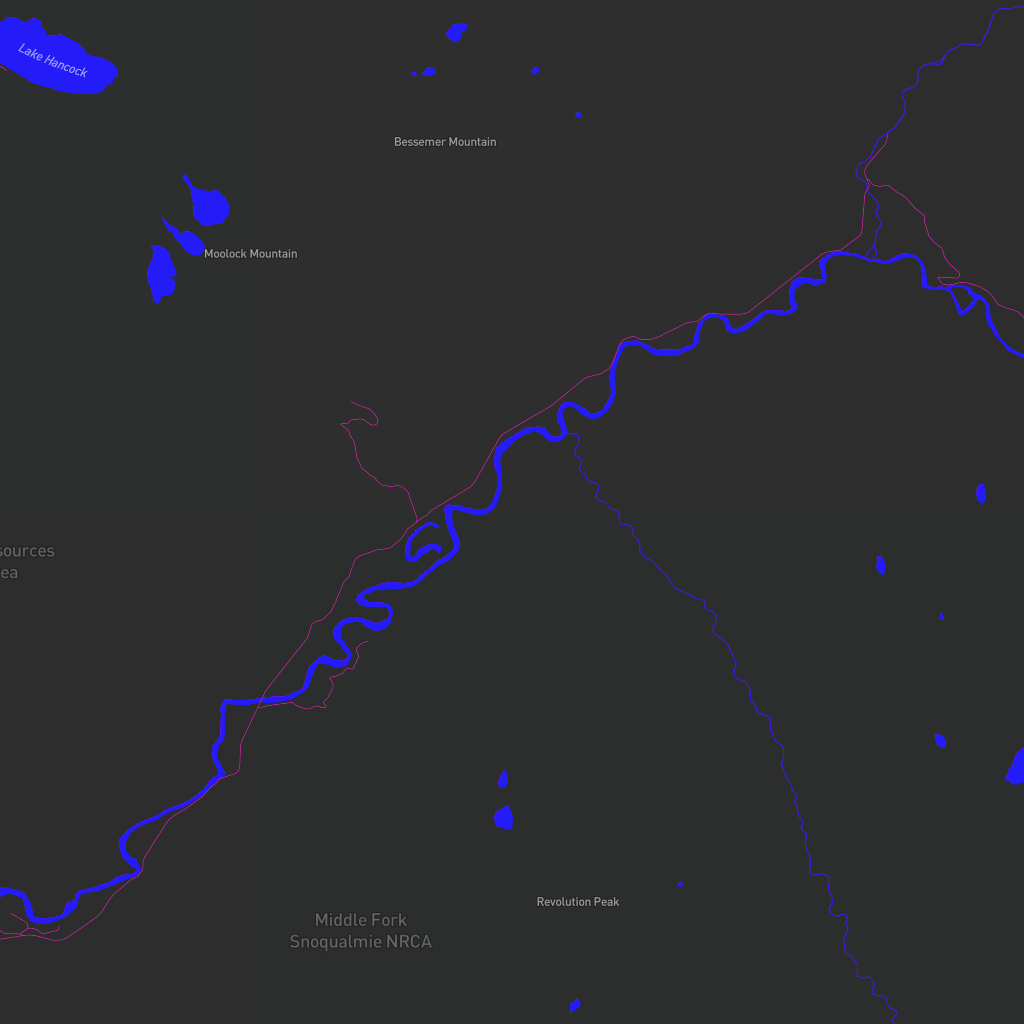 Lake Hancock
Bessemer Mountain
Moolock Mountain
sources
ea
Revolution Peak
Middle Fork
Snoqualmie NRCA